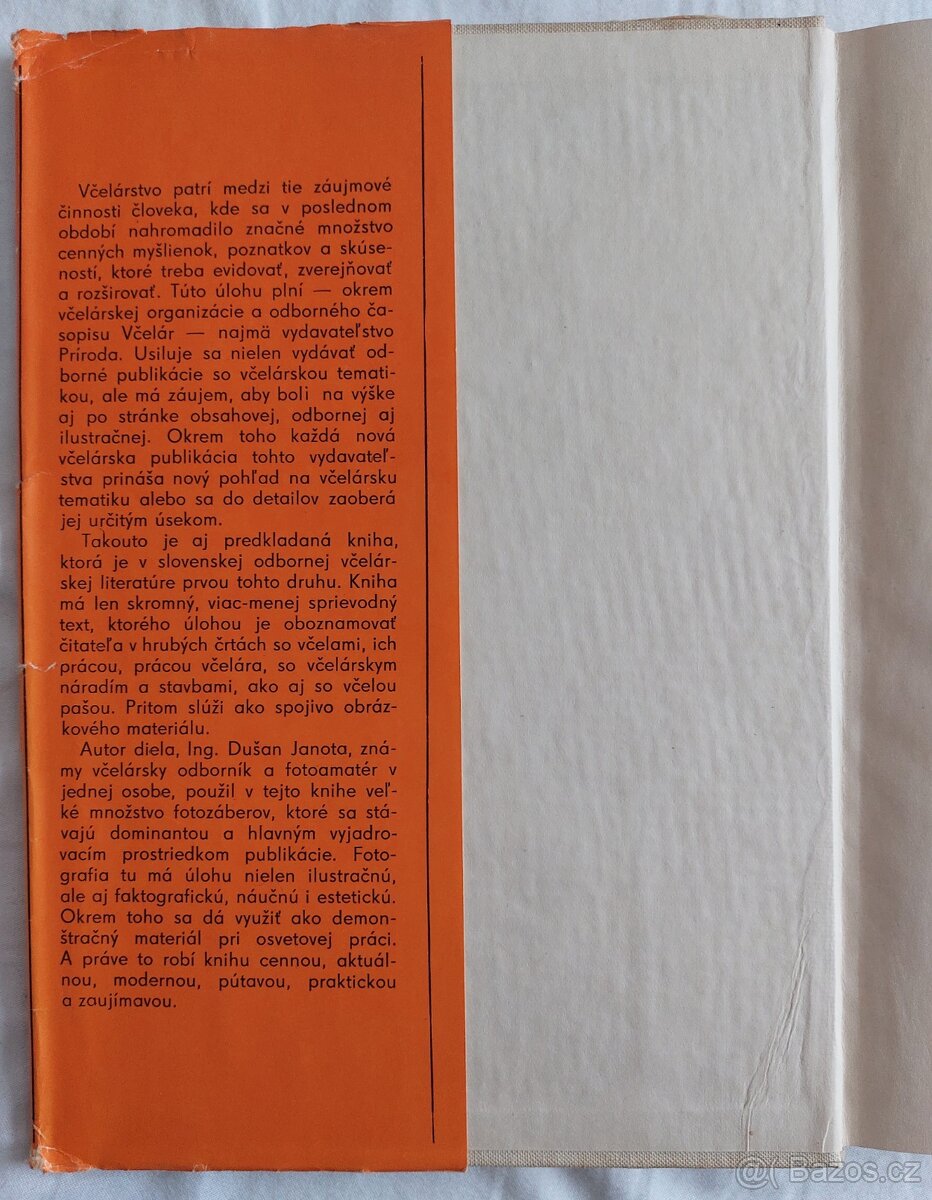 Včelárstvo patrí medzi tie záujmové
činnosti človeka, kde sa v poslednom
období nahromadilo značné množstvo
cenných myšlienok, poznatkov a skúse-
ností, ktoré treba evidovať, zverejňovať
a rozširovať. Túto úlohu plní — okrem
včelárskej organizácie a odborného ča-
sopisu Včelár — najmä vydavateľstvo
Príroda. Usiluje sa nielen vydávať od-
borné publikácie so včelárskou temati-
kou, ale má záujem, aby boli na výške
aj po stránke obsahovej, odbornej aj
ilustračnej. Okrem toho každá nová
včelárska publikácia tohto vydavateľ-
stva prináša nový pohľad na včelársku
tematiku alebo sa do detailov zaoberá
jej určitým úsekom.
Takouto je aj predkladaná kniha,
ktorá je v slovenskej odbornej včelár-
skej literatúre prvou tohto druhu. Kniha
má len skromný, viac-menej sprievodný
text, ktorého úlohou je oboznamovať
čitateľa v hrubých črtách so včelami, ich
prácou, prácou včelára, so včelárskym
náradím a stavbami, ako aj so včelou
pašou. Pritom slúži ako spojivo obráz-
kového materiálu.
Autor diela, Ing. Dušan Janota, zná-
my včelársky odborník a fotoamatér v
jednej osobe, použil v tejto knihe veľ-
ké množstvo fotozáberov, ktoré sa stá-
vajú dominantou a hlavným vyjadro-
vacím prostriedkom publikácie. Foto-
grafia tu má úlohu nielen ilustračnú,
ale aj faktografickú, náučnú i estetickú.
Okrem toho sa dá využiť ako demon-
štračný materiál pri osvetovej práci.
A práve to robí knihu cennou, aktuál-
nou, modernou, pútavou, praktickou
a zaujímavou.
@( Bazos.cz